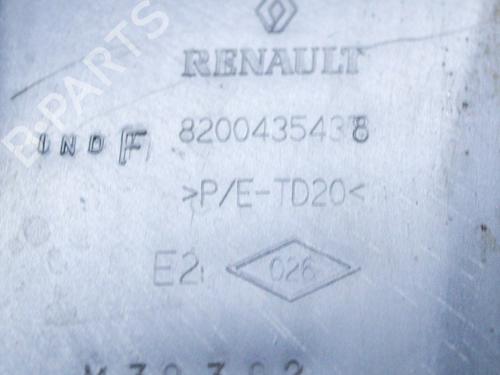 RENAULT
IND F 8200435438
>P/E-TD20<
E2 026
B-PARTS